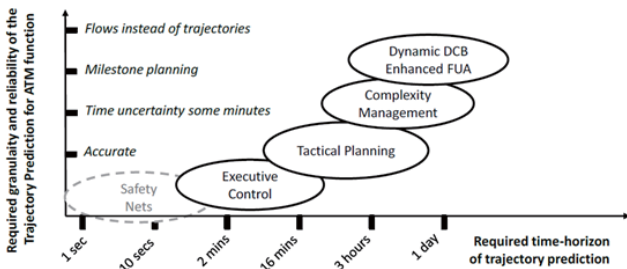 Required granularity and reliability of the
Trajectory Prediction for ATM function
Flows instead of trajectories
Milestone planning
Time uncertainty some minutes
Accurate
Dynamic DCB
Enhanced FUA
Complexity
Management
Tactical Planning
Executive
Control
Safety
Nets
1 sec
10 secs
2 mins
16 mins
3 hours
1 day
Required time-horizon
of trajectory prediction